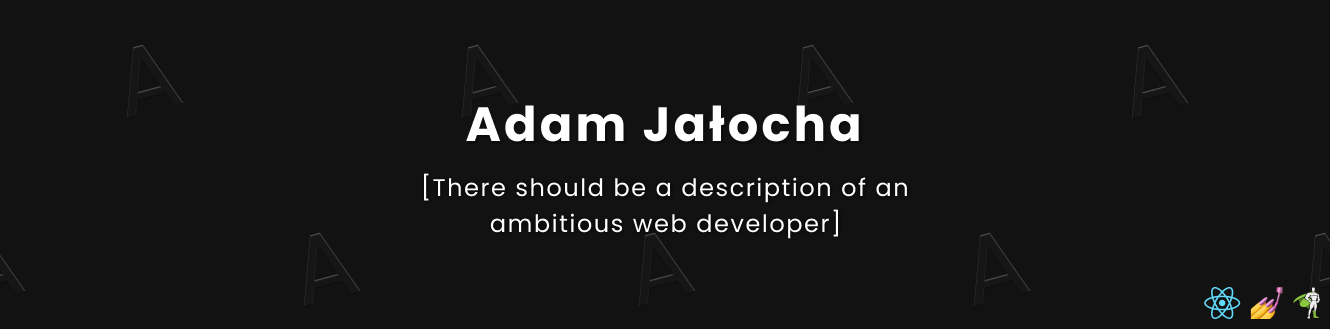 A A A A
Adam Jałocha
[There should be a description of an
ambitious web developer]
A A A A